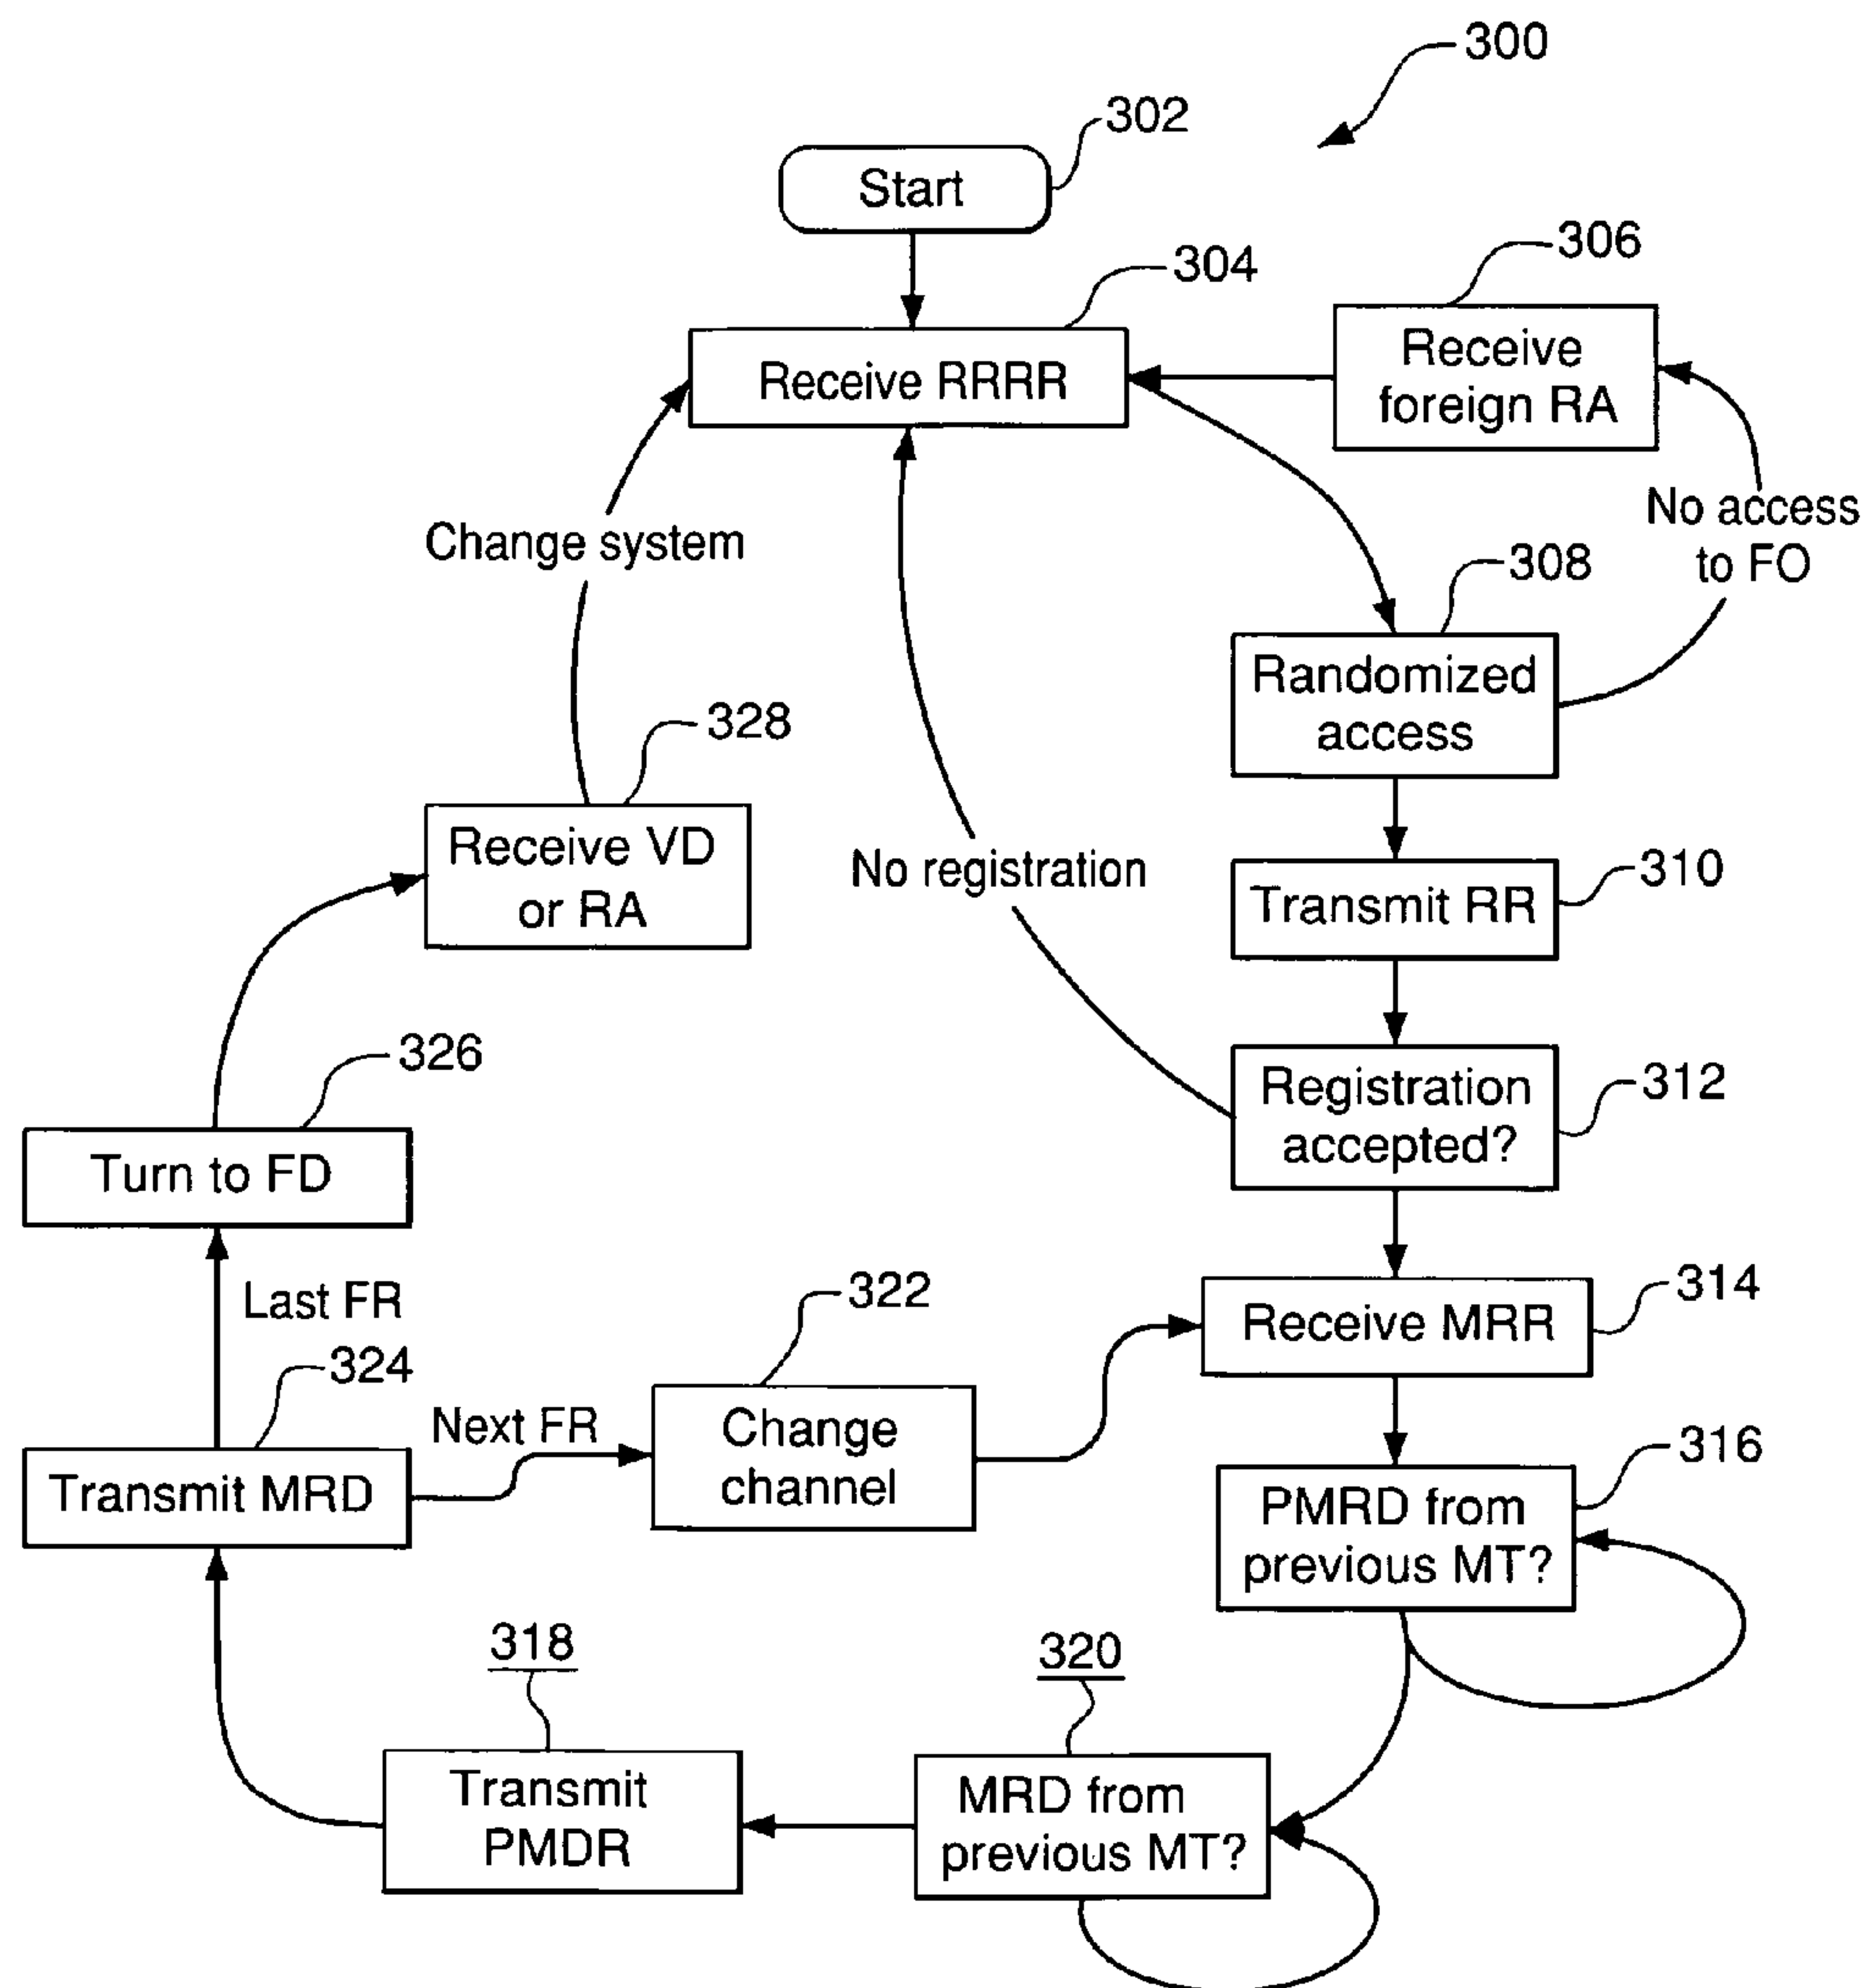 300
302
Start
304
306
Receive RRRR
Receive
foreign RA
No access
to FO
Change system
308
Randomized
access
328
Receive VD
or RA
No registration
310
Transmit RR
326
312
Registration
accepted?
Turn to FD
Last FR
322
314
Receive MRR
324
Next FR
Change
channel
Transmit MRD
316
PMRD from
previous MT?
318
320
Transmit
PMDR
MRD from
previous MT?